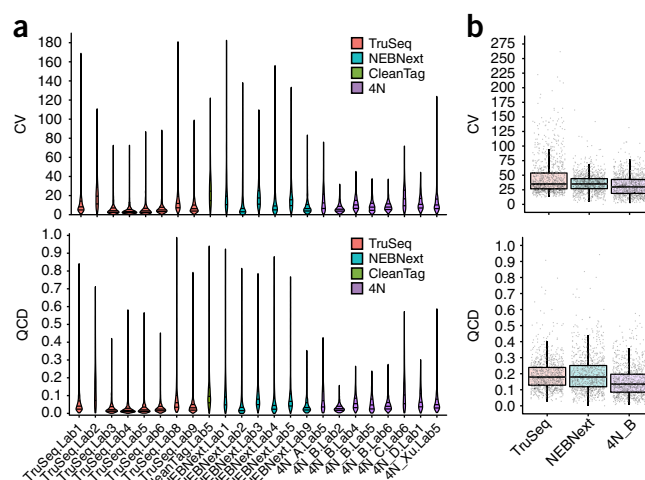 a
b
CV
180
160
140
120
100
80
60
40
20
0
TruSeq
NEBNext
CleanTag
4N
CV
275
250
225
200
175
150
125
100
75
50
25
0
QCD
1.0
0.9
0.8
0.7
0.6
0.5
0.4
0.3
0.2
0.1
0.0
TruSeq
NEBNext
CleanTag
4N
QCD
1.0
0.9
0.8
0.7
0.6
0.5
0.4
0.3
0.2
0.1
0.0
TruSeq.Lab1
TruSeq.Lab2
TruSeq.Lab3
TruSeq.Lab4
TruSeq.Lab5
TruSeq.Lab6
TruSeq.Lab8
TruSeq.Lab9
CleanTag.Lab5
NEBNext.Lab1
NEBNext.Lab2
NEBNext.Lab3
NEBNext.Lab4
NEBNext.Lab5
NEBNext.Lab9
4N_A.Lab5
4N_B.Lab2
4N_B.Lab4
4N_B.Lab5
4N_B.Lab6
4N_C.Lab6
4N_D.Lab1
4N_Xu.Lab5
TruSeq
NEBNext
4N_B